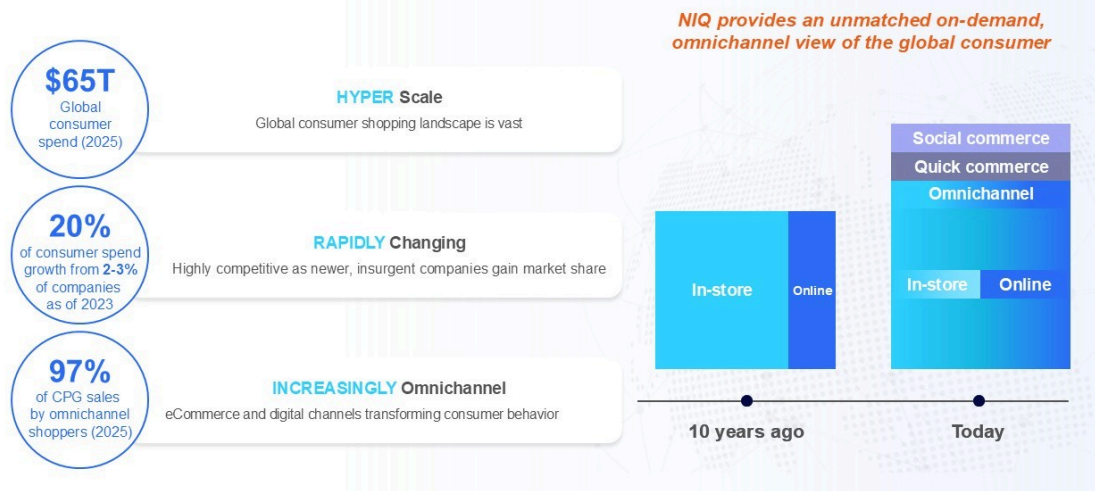 NIQ provides an unmatched on-demand,
omnichannel view of the global consumer
$65T
Global
consumer
spend (2025)
HYPER Scale
Global consumer shopping landscape is vast
20%
of consumer spend
growth from 2-3%
of companies
as of 2023
RAPIDLY Changing
Highly competitive as newer, insurgent companies gain market share
97%
of CPG sales
by omnichannel
shoppers (2025)
INCREASINGLY Omnichannel
eCommerce and digital channels transforming consumer behavior
In-store
Online
10 years ago
Social commerce
Quick commerce
Omnichannel
In-store
Online
Today